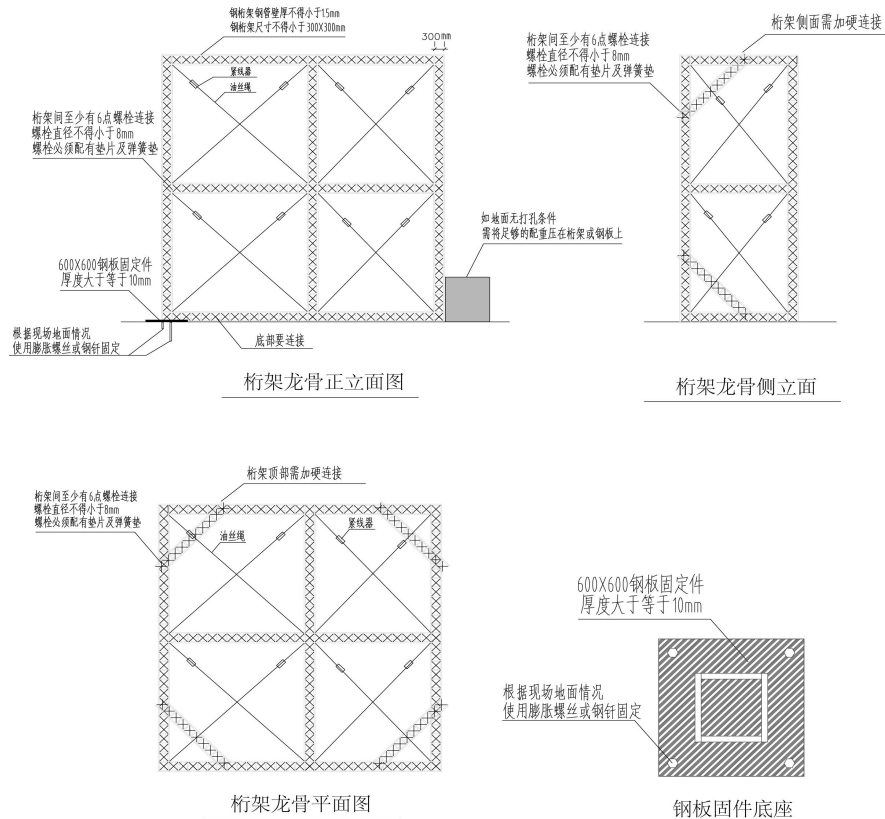 钢桁架钢管壁厚不得小于1.5mm
钢桁架尺寸不得小于300X300mm
300mm
紧线器
油丝绳
桁架间至少有6点螺栓连接
螺栓直径不得小于8mm
螺栓必须配有垫片及弹簧垫
如地面无打孔条件
需将足够的配重压在桁架或钢板上
600X600钢板固定件
厚度大于等于10mm
根据现场地面情况
使用膨胀螺丝或钢钎固定
底部要连接
桁架龙骨正立面图
桁架侧面需加硬连接
桁架间至少有6点螺栓连接
螺栓直径不得小于8mm
螺栓必须配有垫片及弹簧垫
桁架龙骨侧立面
桁架顶部需加硬连接
桁架间至少有6点螺栓连接
螺栓直径不得小于8mm
螺栓必须配有垫片及弹簧垫
油丝绳
紧线器
桁架龙骨平面图
600X600钢板固定件
厚度大于等于10mm
根据现场地面情况
使用膨胀螺丝或钢钎固定
钢板固件底座